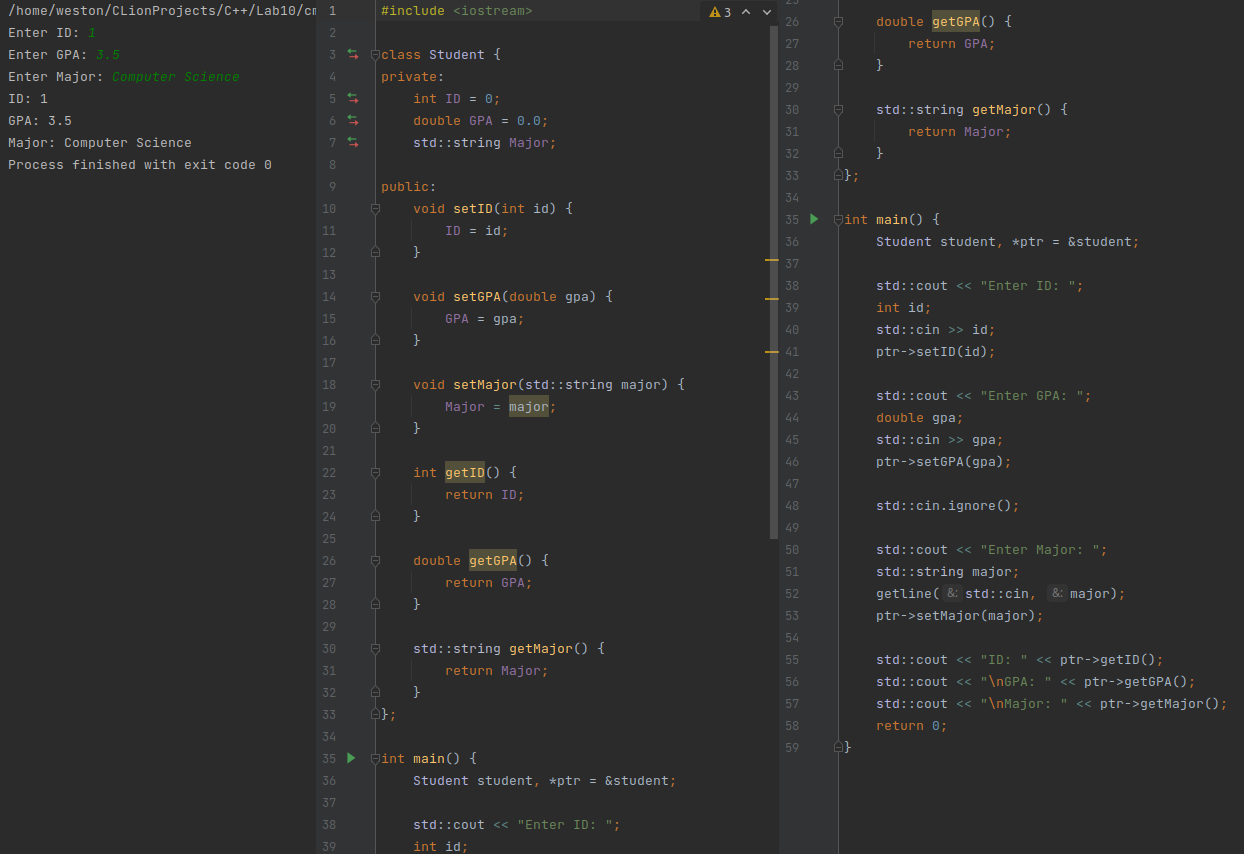 /home/weston/CLionProjects/C++/Lab10/cm
Enter ID: 1
Enter GPA: 3.5
Enter Major: Computer Science
ID: 1
GPA: 3.5
Major: Computer Science
Process finished with exit code 0
3
1 #include <iostream>
2
3 class Student {
4 private:
5     int ID = 0;
6     double GPA = 0.0;
7     std::string Major;
8
9 public:
10     void setID(int id) {
11         ID = id;
12     }
13
14     void setGPA(double gpa) {
15         GPA = gpa;
16     }
17
18     void setMajor(std::string major) {
19         Major = major;
20     }
21
22     int getID() {
23         return ID;
24     }
25
26     double getGPA() {
27         return GPA;
28     }
29
30     std::string getMajor() {
31         return Major;
32     }
33 };
34
35 int main() {
36     Student student, *ptr = &student;
37
38     std::cout << "Enter ID: ";
39     int id;
26     double getGPA() {
27         return GPA;
28     }
29
30     std::string getMajor() {
31         return Major;
32     }
33 };
34
35 int main() {
36     Student student, *ptr = &student;
37
38     std::cout << "Enter ID: ";
39     int id;
40     std::cin >> id;
41     ptr->setID(id);
42
43     std::cout << "Enter GPA: ";
44     double gpa;
45     std::cin >> gpa;
46     ptr->setGPA(gpa);
47
48     std::cin.ignore();
49
50     std::cout << "Enter Major: ";
51     std::string major;
52     getline( &: std::cin, &: major);
53     ptr->setMajor(major);
54
55     std::cout << "ID: " << ptr->getID();
56     std::cout << "\nGPA: " << ptr->getGPA();
57     std::cout << "\nMajor: " << ptr->getMajor();
58     return 0;
59 }